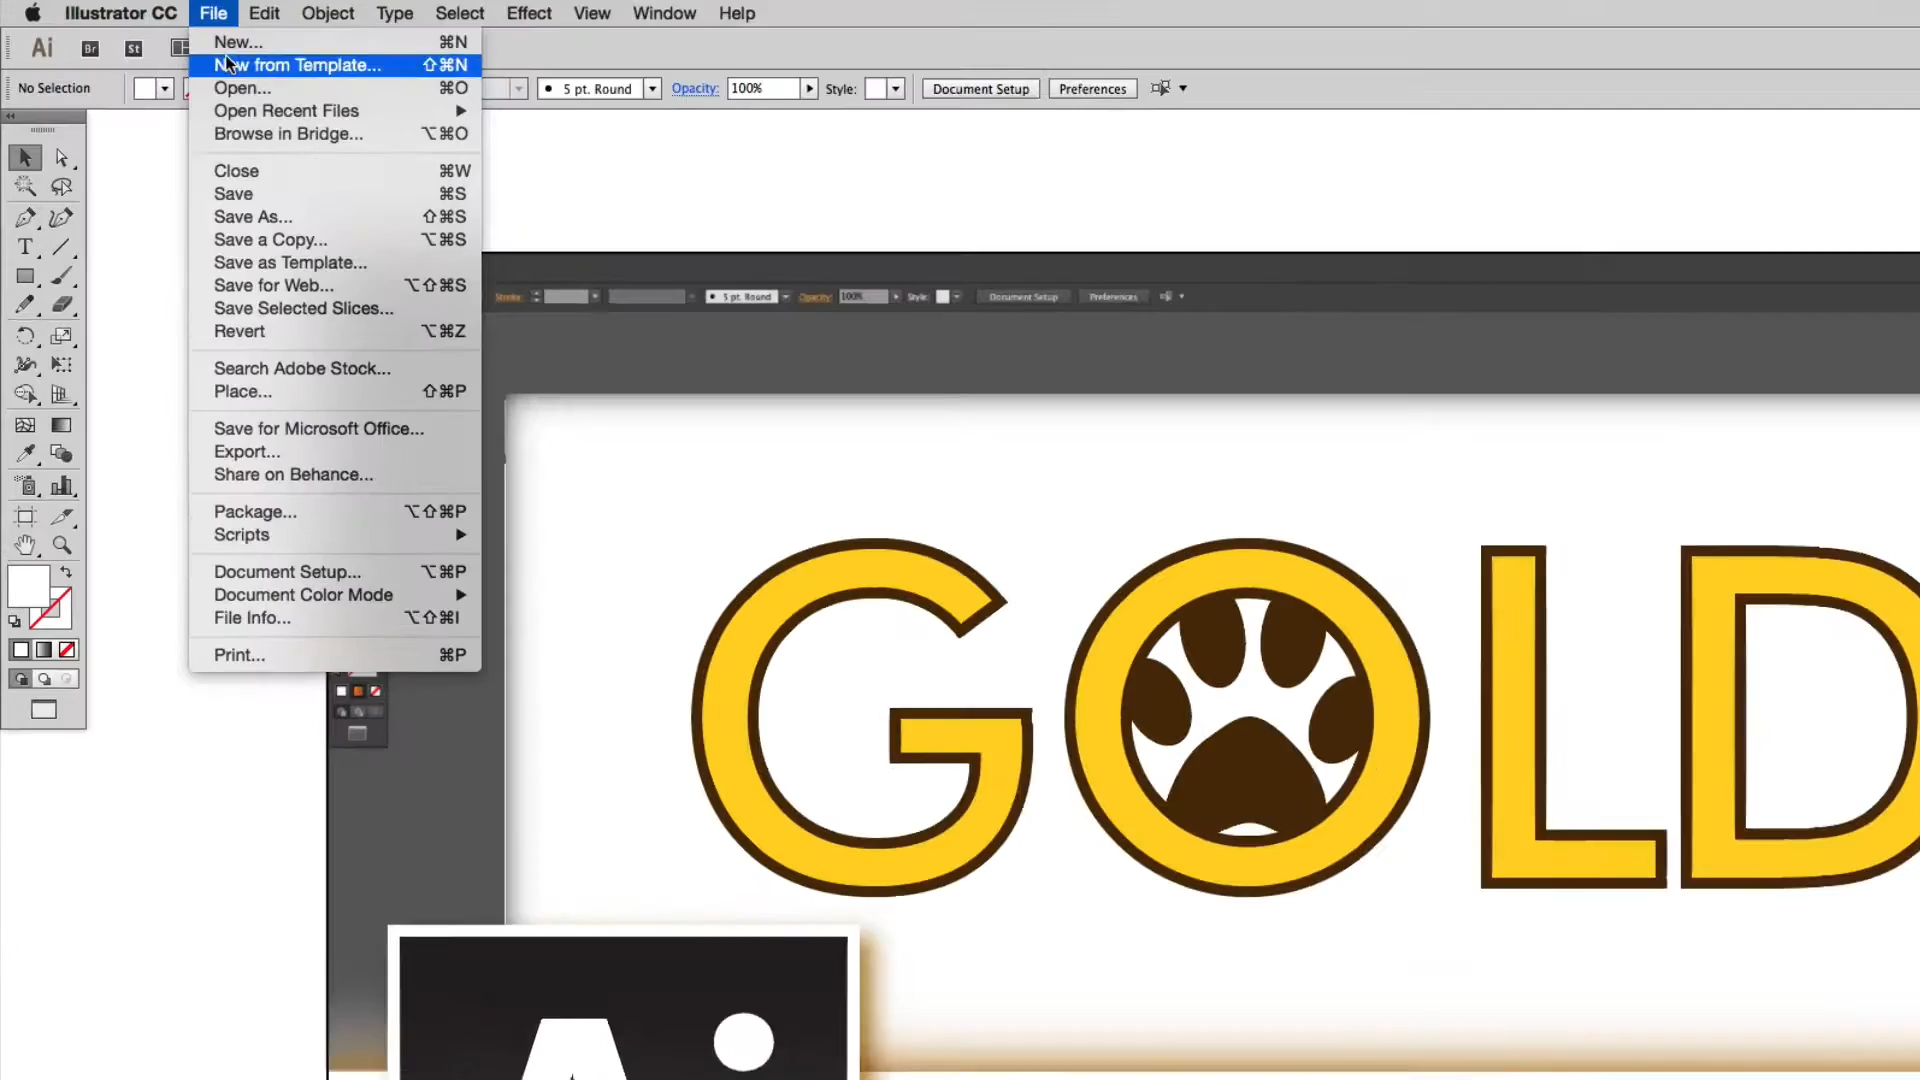 Illustrator CC File Edit Object Type Select Effect View Window Help
Ai Br St
No Selection 5 pt. Round Opacity: 100% Style: Document Setup Preferences
New... ⌘N
New from Template... ⇧⌘N
Open... ⌘O
Open Recent Files
Browse in Bridge... ⌥⌘O
Close ⌘W
Save ⌘S
Save As... ⇧⌘S
Save a Copy... ⌥⌘S
Save as Template...
Save for Web... ⌥⇧⌘S
Save Selected Slices...
Revert ⌥⌘Z
Search Adobe Stock...
Place... ⇧⌘P
Save for Microsoft Office...
Export...
Share on Behance...
Package... ⌥⇧⌘P
Scripts
Document Setup... ⌥⌘P
Document Color Mode
File Info... ⌥⇧⌘I
Print... ⌘P
T
Stroke: 5 pt. Round Opacity: 100% Style: Document Setup Preferences
GOLD